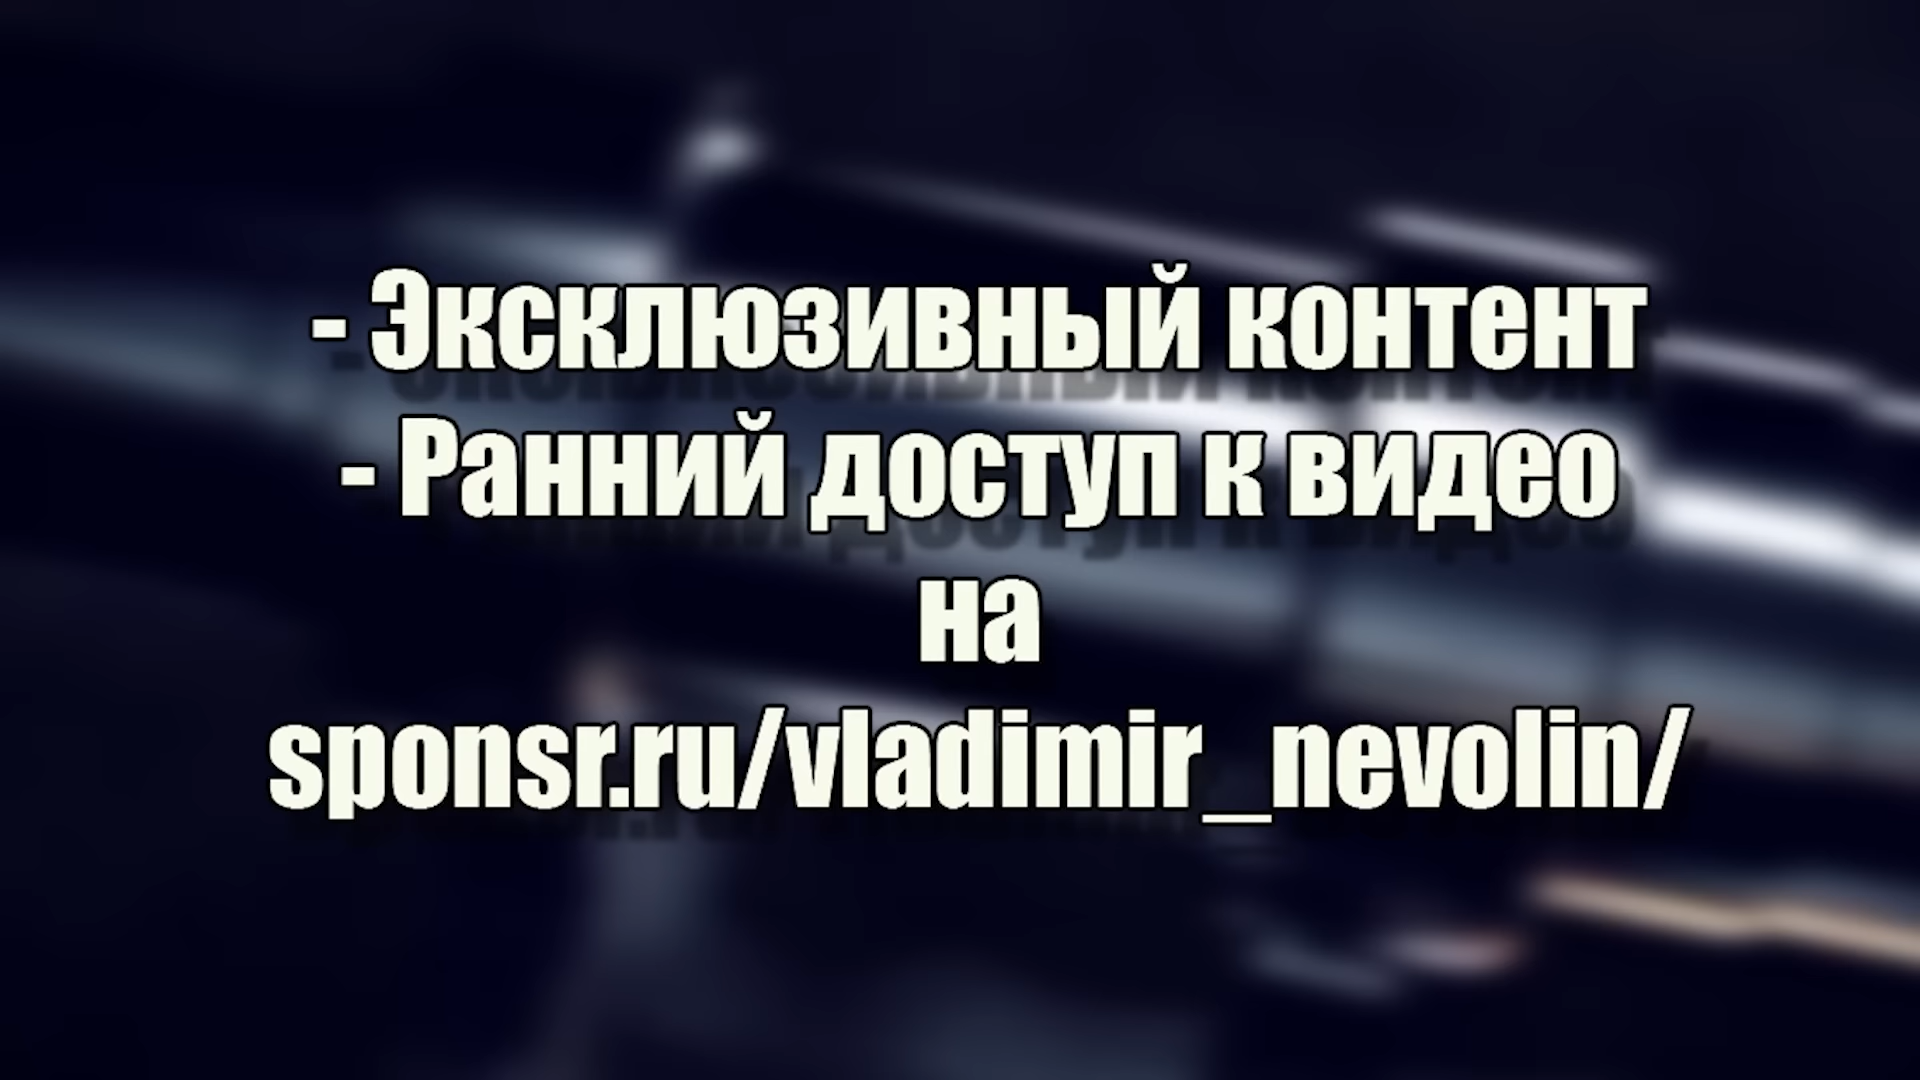 - Эксклюзивный контент
- Ранний доступ к видео
на
sponsr.ru/vladimir_nevolin/